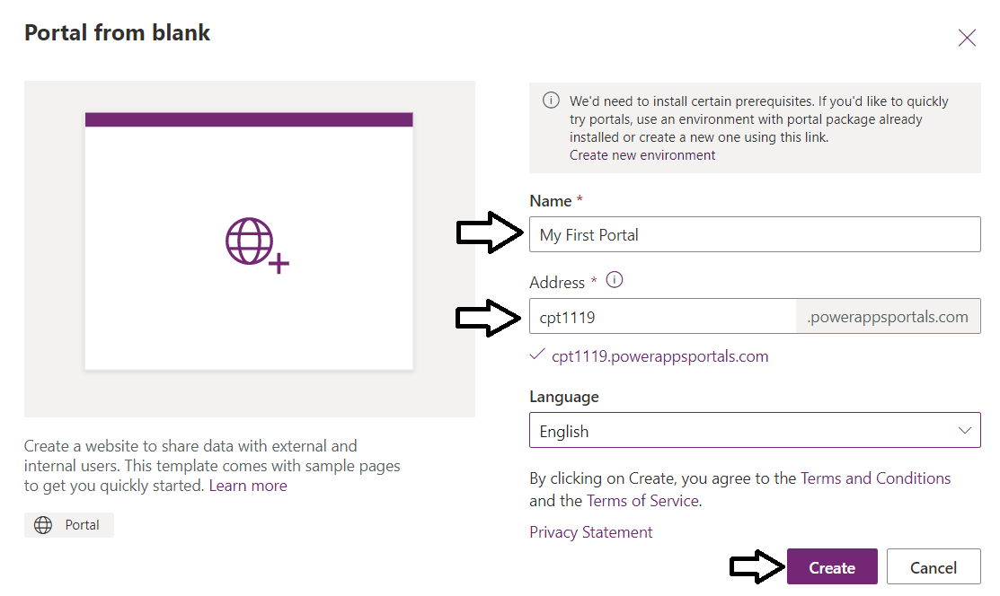 Portal from blank
Create a website to share data with external and
internal users. This template comes with sample pages
to get you quickly started. Learn more
Portal
We'd need to install certain prerequisites. If you'd like to quickly
try portals, use an environment with portal package already
installed or create a new one using this link.
Create new environment
Name *
My First Portal
Address *
cpt1119 .powerappsportals.com
cpt1119.powerappsportals.com
Language
English
By clicking on Create, you agree to the Terms and Conditions
and the Terms of Service.
Privacy Statement
Create Cancel